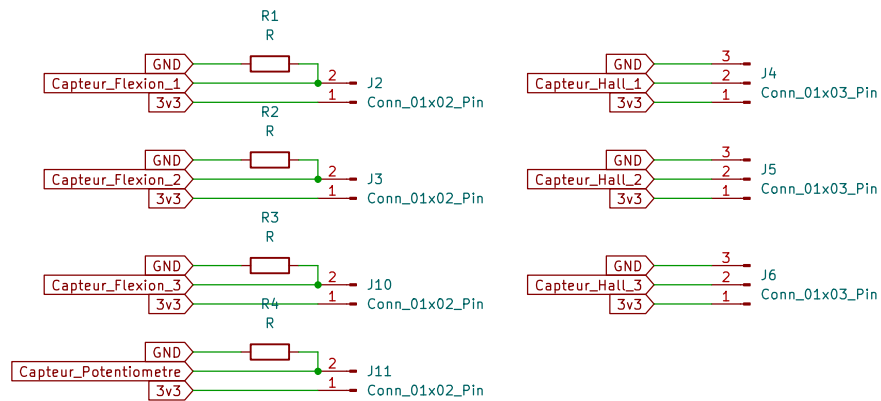 R1
R
GND
Capteur_Flexion_1
3v3
2
1
J2
Conn_01x02_Pin
R2
R
GND
Capteur_Flexion_2
3v3
2
1
J3
Conn_01x02_Pin
R3
R
GND
Capteur_Flexion_3
3v3
2
1
J10
Conn_01x02_Pin
R4
R
GND
Capteur_Potentiometre
3v3
2
1
J11
Conn_01x02_Pin
GND
Capteur_Hall_1
3v3
3
2
1
J4
Conn_01x03_Pin
GND
Capteur_Hall_2
3v3
3
2
1
J5
Conn_01x03_Pin
GND
Capteur_Hall_3
3v3
3
2
1
J6
Conn_01x03_Pin